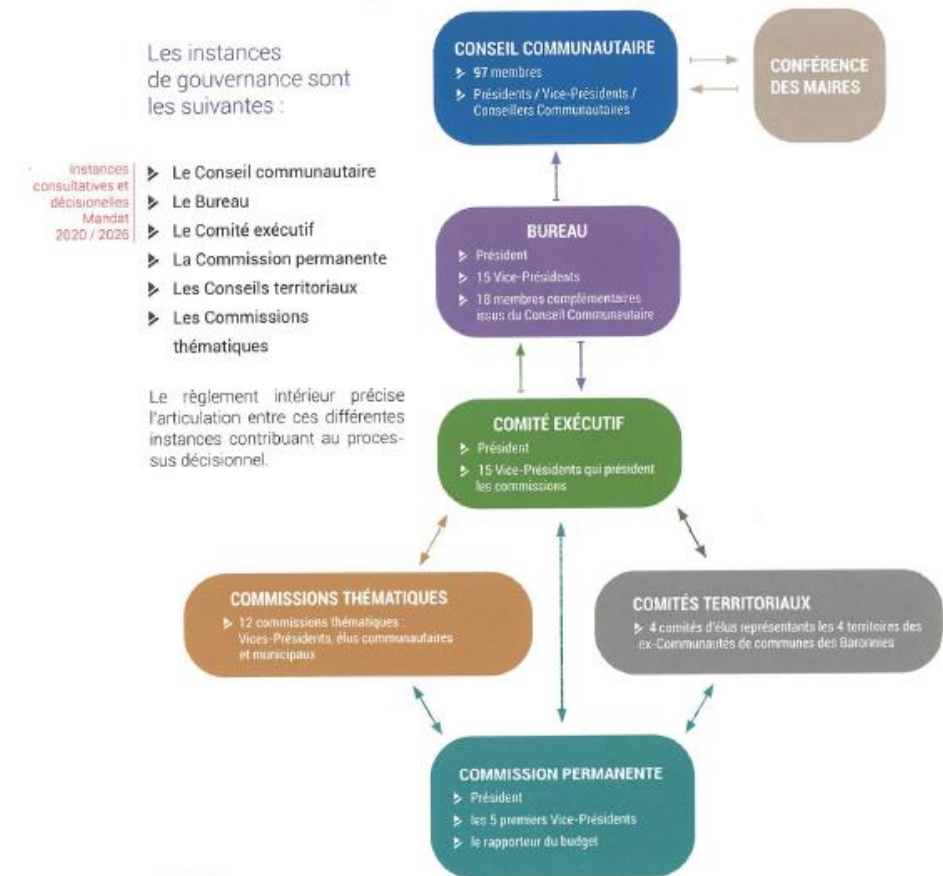 Les instances
de gouvernance sont
les suivantes :
Instances
consultatives et
décisionelles
Mandat
2020 / 2026
Le Conseil communautaire
Le Bureau
Le Comité exécutif
La Commission permanente
Les Conseils territoriaux
Les Commissions
thématiques
Le règlement intérieur précise
l'articulation entre ces différentes
instances contribuant au proces-
sus décisionnel.
CONSEIL COMMUNAUTAIRE
97 membres
Présidents / Vice-Présidents /
Conseillers Communautaires
CONFÉRENCE
DES MAIRES
BUREAU
Président
15 Vice-Présidents
18 membres complémentaires
issus du Conseil Communautaire
COMITÉ EXÉCUTIF
Président
15 Vice-Présidents qui président
les commissions
COMMISSIONS THÉMATIQUES
12 commissions thématiques :
Vices-Présidents, élus communautaires
et municipaux
COMITÉS TERRITORIAUX
4 comités d'élus représentants les 4 territoires des
ex-Communautés de communes des Baronnies
COMMISSION PERMANENTE
Président
les 5 premiers Vice-Présidents
le rapporteur du budget